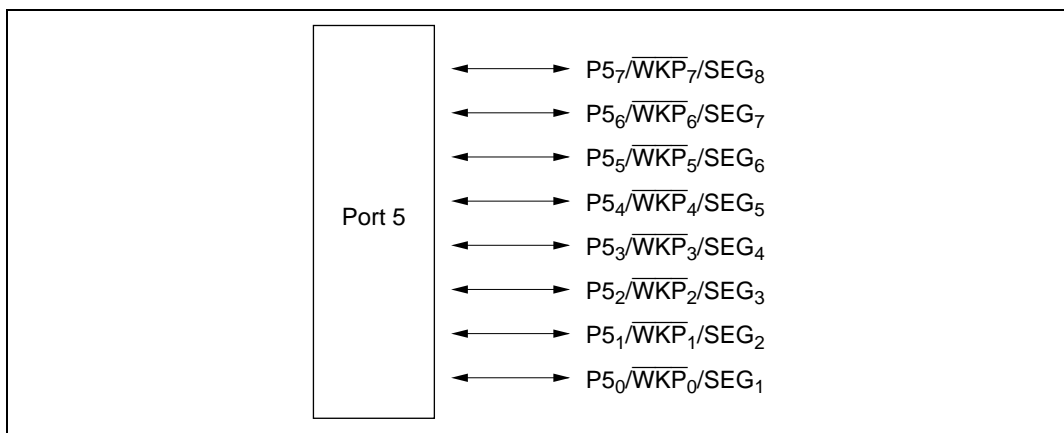 P5₇/W̅K̅P̅₇/SEG₈
P5₆/W̅K̅P̅₆/SEG₇
P5₅/W̅K̅P̅₅/SEG₆
P5₄/W̅K̅P̅₄/SEG₅
Port 5
P5₃/W̅K̅P̅₃/SEG₄
P5₂/W̅K̅P̅₂/SEG₃
P5₁/W̅K̅P̅₁/SEG₂
P5₀/W̅K̅P̅₀/SEG₁